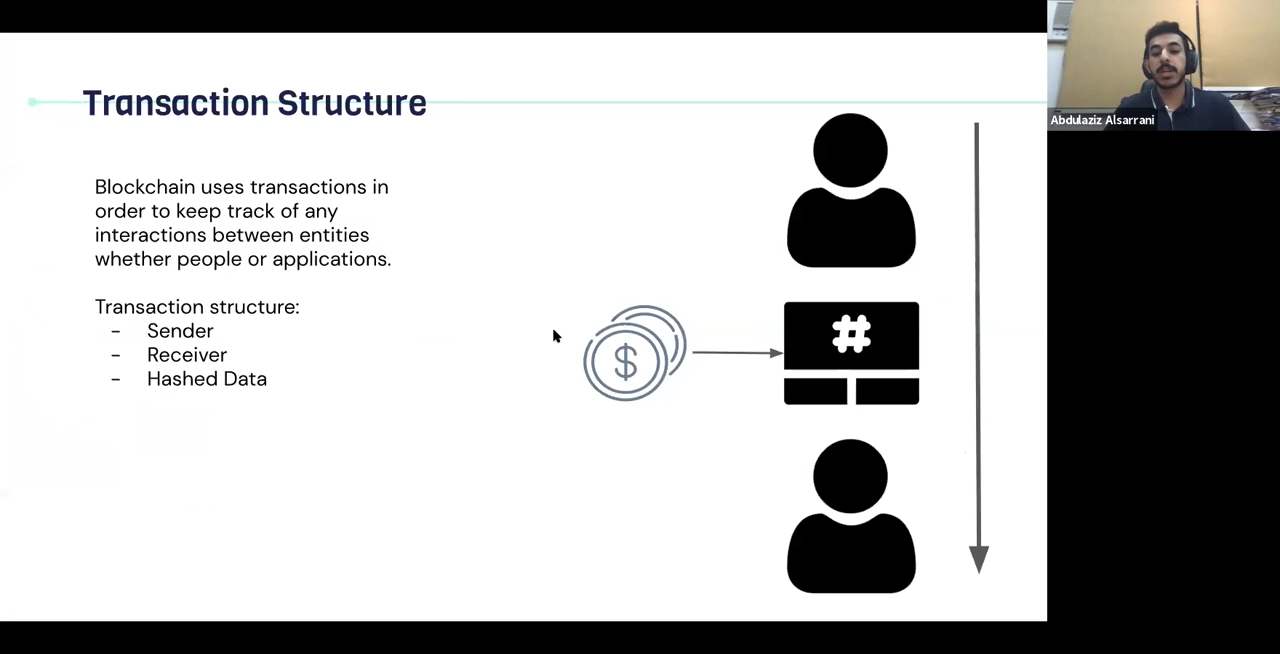 Transaction Structure
Blockchain uses transactions in
order to keep track of any
interactions between entities
whether people or applications.
Transaction structure:
- Sender
- Receiver
- Hashed Data
$
#
Abdulaziz Alsarrani